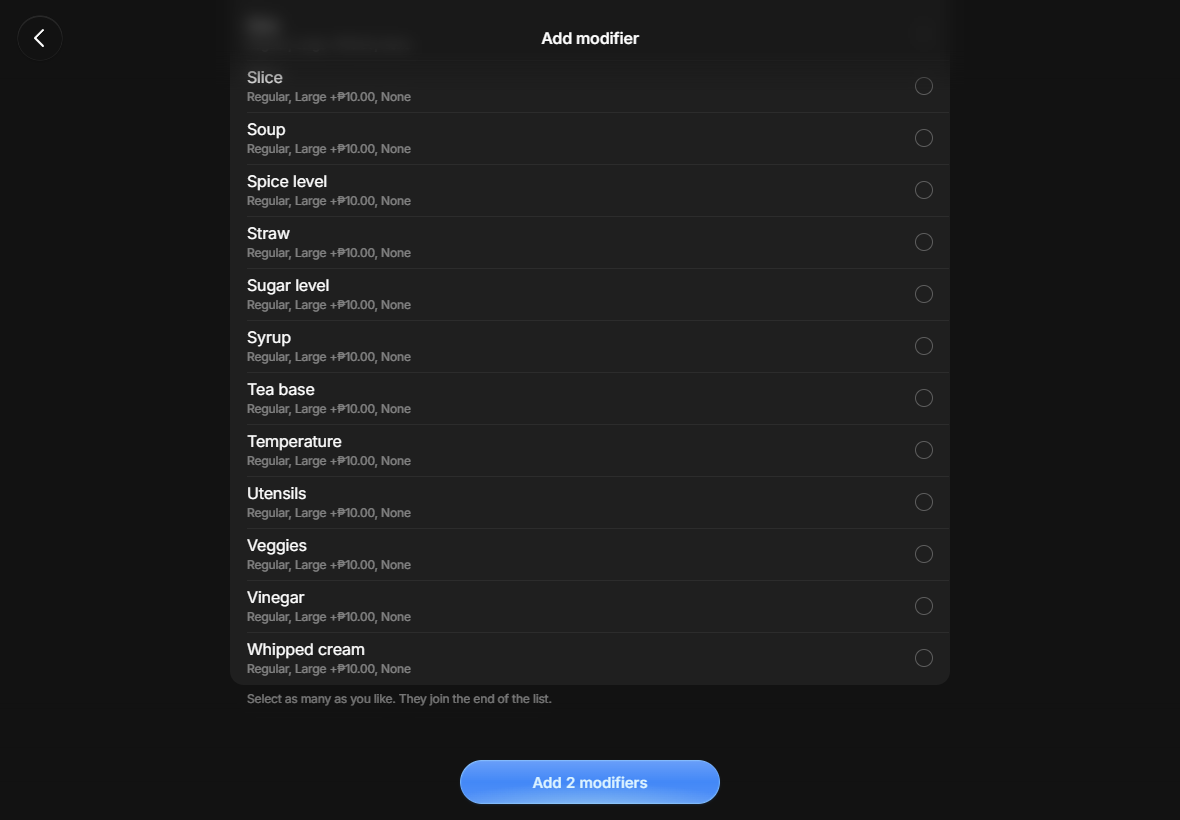 Add modifier
Slice
Regular, Large +₱10.00, None
Soup
Regular, Large +₱10.00, None
Spice level
Regular, Large +₱10.00, None
Straw
Regular, Large +₱10.00, None
Sugar level
Regular, Large +₱10.00, None
Syrup
Regular, Large +₱10.00, None
Tea base
Regular, Large +₱10.00, None
Temperature
Regular, Large +₱10.00, None
Utensils
Regular, Large +₱10.00, None
Veggies
Regular, Large +₱10.00, None
Vinegar
Regular, Large +₱10.00, None
Whipped cream
Regular, Large +₱10.00, None
Select as many as you like. They join the end of the list.
Add 2 modifiers